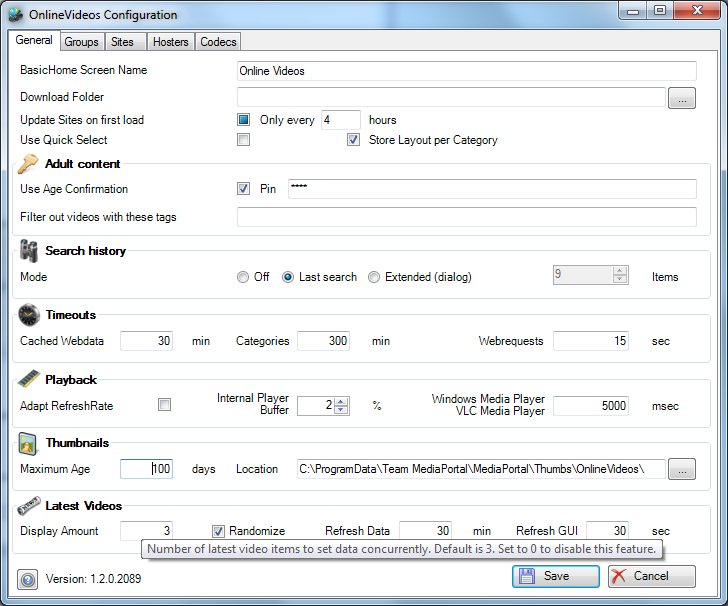 OnlineVideos Configuration
General Groups Sites Hosters Codecs
BasicHome Screen Name Online Videos
Download Folder ...
Update Sites on first load Only every 4 hours
Use Quick Select Store Layout per Category
Adult content
Use Age Confirmation Pin ****
Filter out videos with these tags
Search history
Mode Off Last search Extended (dialog) 9 Items
Timeouts
Cached Webdata 30 min Categories 300 min Webrequests 15 sec
Playback
Adapt RefreshRate Internal Player Buffer 2 % Windows Media Player VLC Media Player 5000 msec
Thumbnails
Maximum Age 100 days Location C:\ProgramData\Team MediaPortal\MediaPortal\Thumbs\OnlineVideos\ ...
Latest Videos
Display Amount 3 Randomize Refresh Data 30 min Refresh GUI 30 sec
Number of latest video items to set data concurrently. Default is 3. Set to 0 to disable this feature.
Version: 1.2.0.2089 Save Cancel